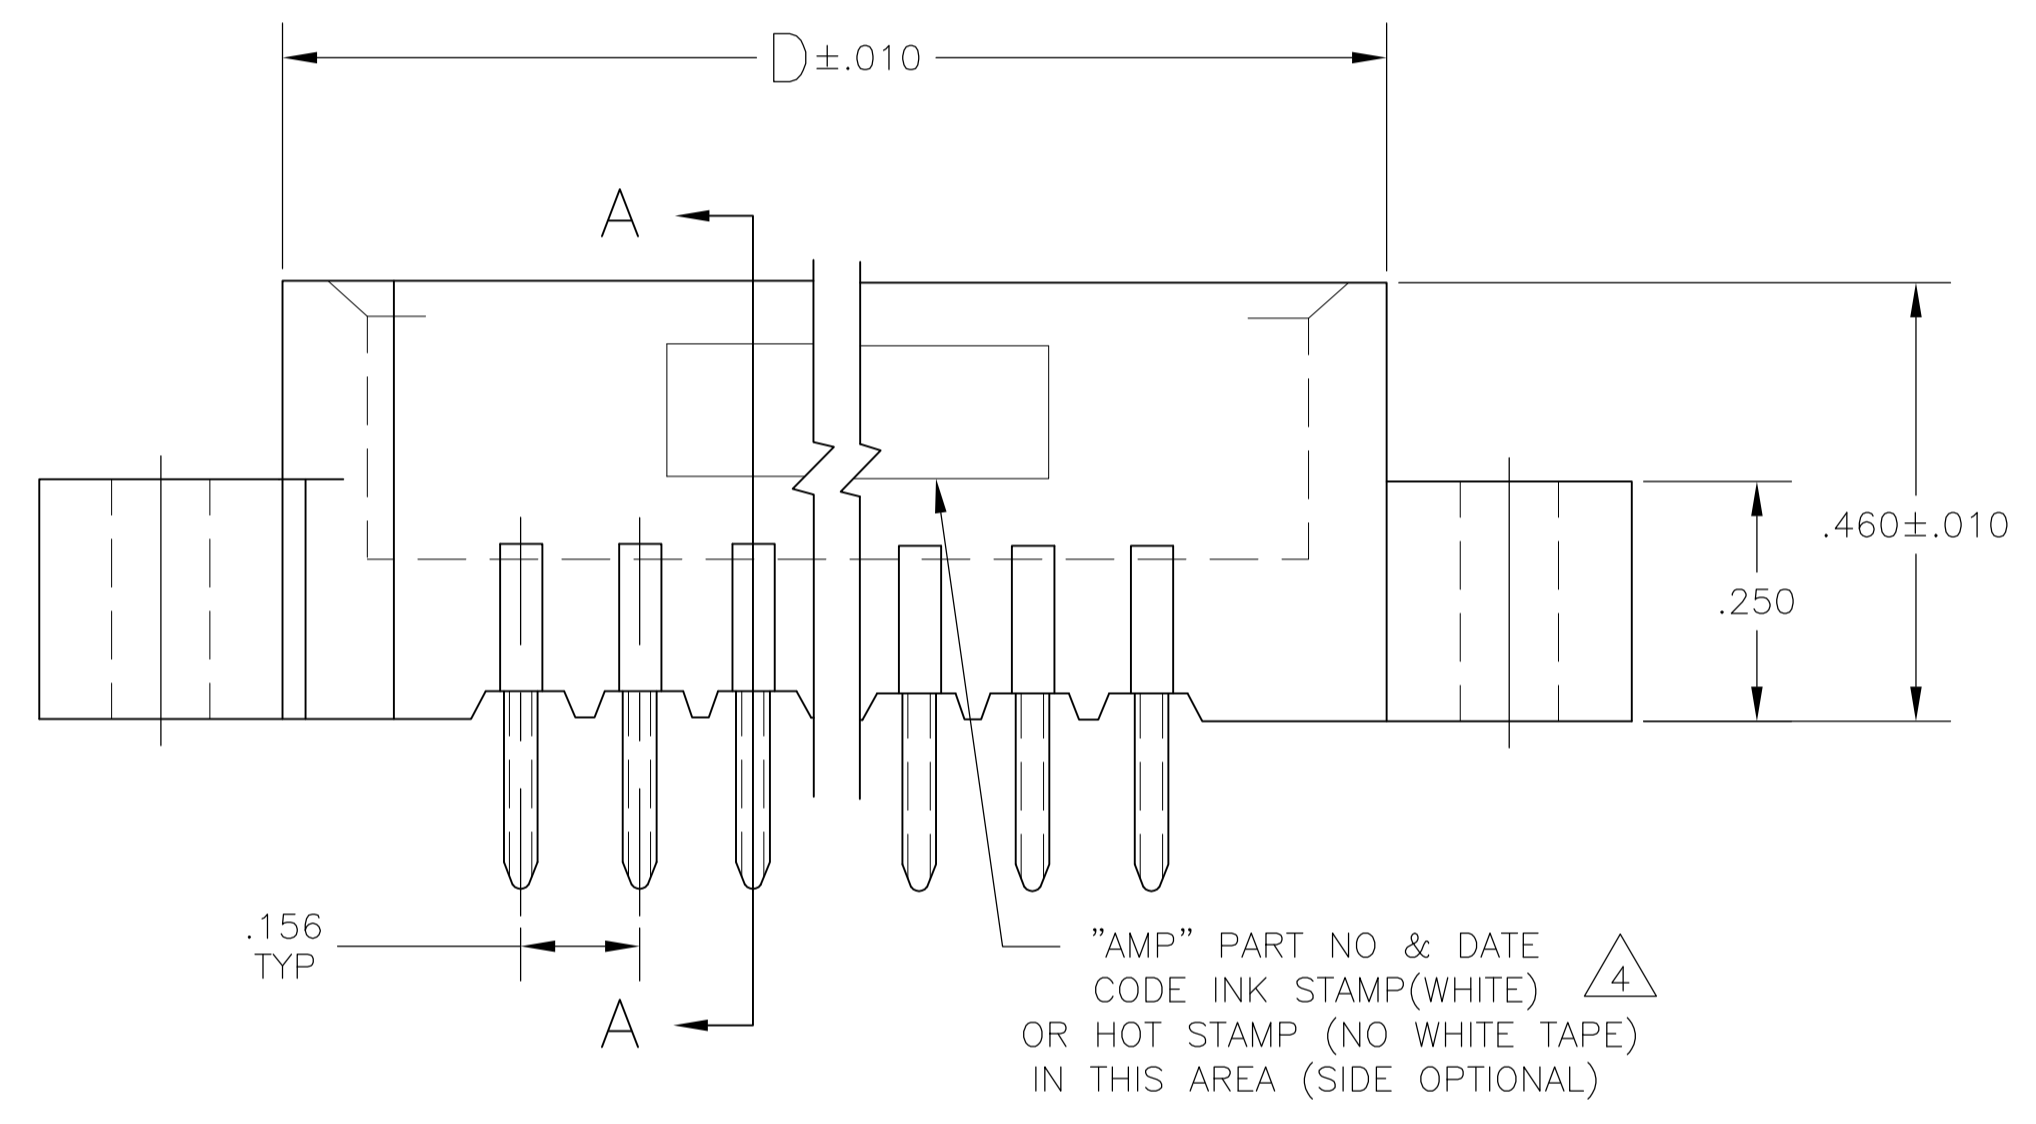 D±.010
A
.460±.010
.250
.156
TYP
A
"AMP" PART NO & DATE
CODE INK STAMP(WHITE)
4
OR HOT STAMP (NO WHITE TAPE)
IN THIS AREA (SIDE OPTIONAL)